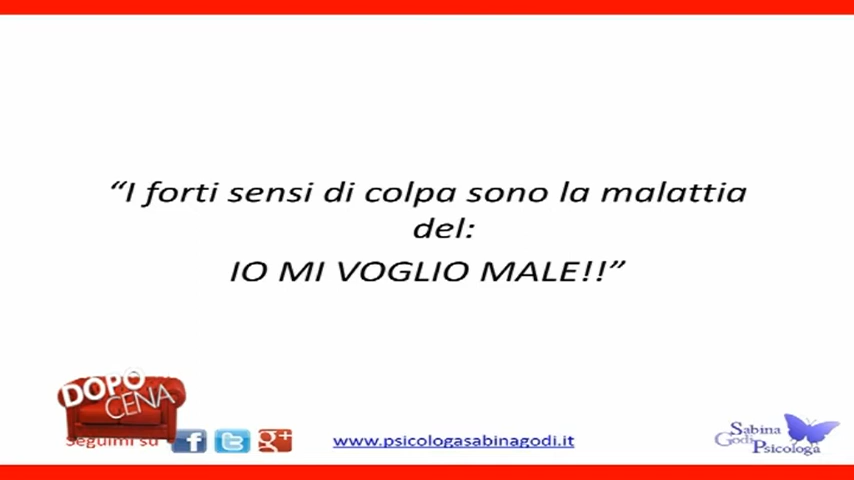 “I forti sensi di colpa sono la malattia
del:
IO MI VOGLIO MALE!!”
DOPO
CENA
Seguimi su
f
g+
www.psicologasabinagodi.it
Sabina
Godi Psicologa